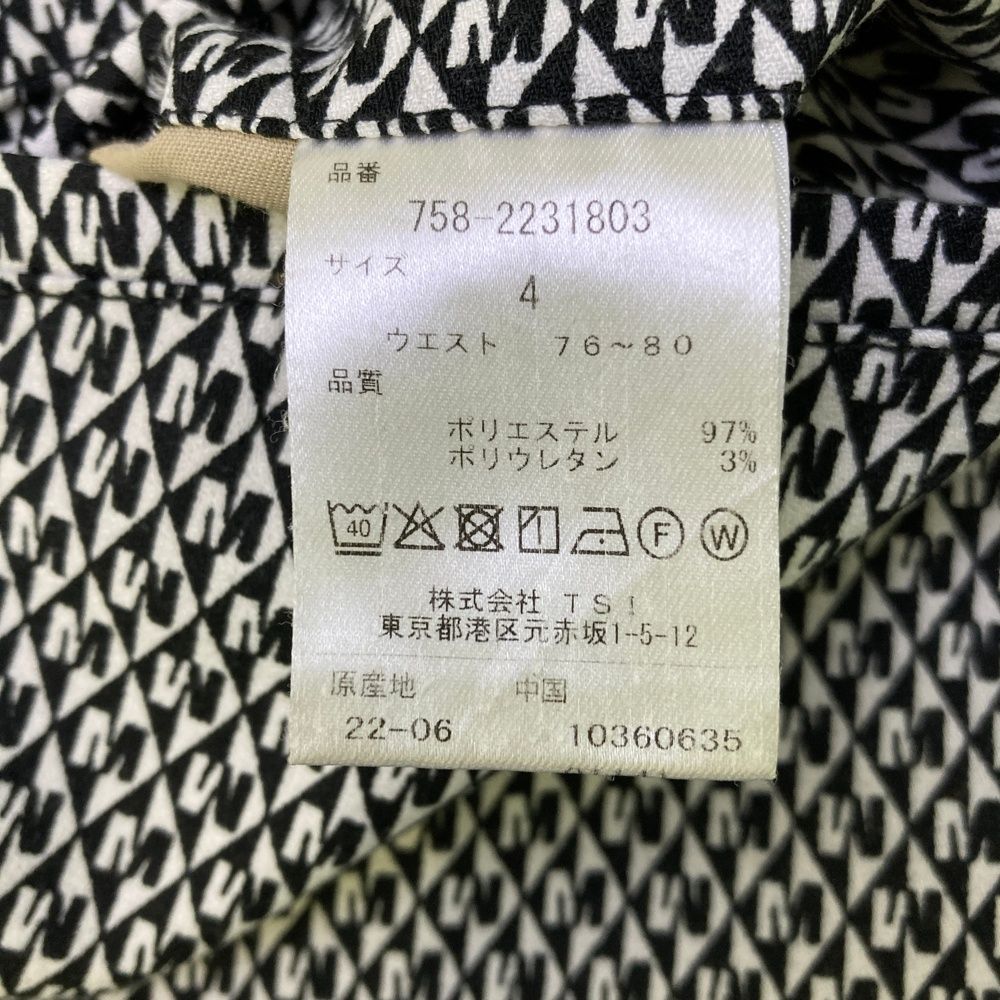 品番
758-2231803
サイズ
4
ウエスト 76~80
品質
ポリエステル 97%
ポリウレタン 3%
40 F W
株式会社 TSI
東京都港区元赤坂1-5-12
原産地 中国
22-06 10360635